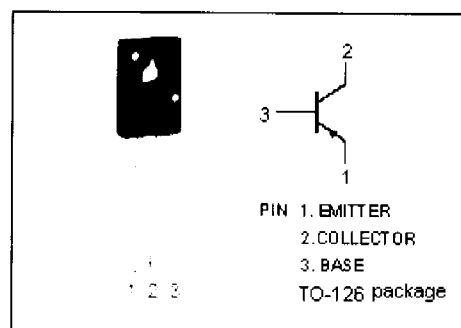 2
3
1
PIN 1. EMITTER
2.COLLECTOR
3. BASE
1 2 3
TO-126 package